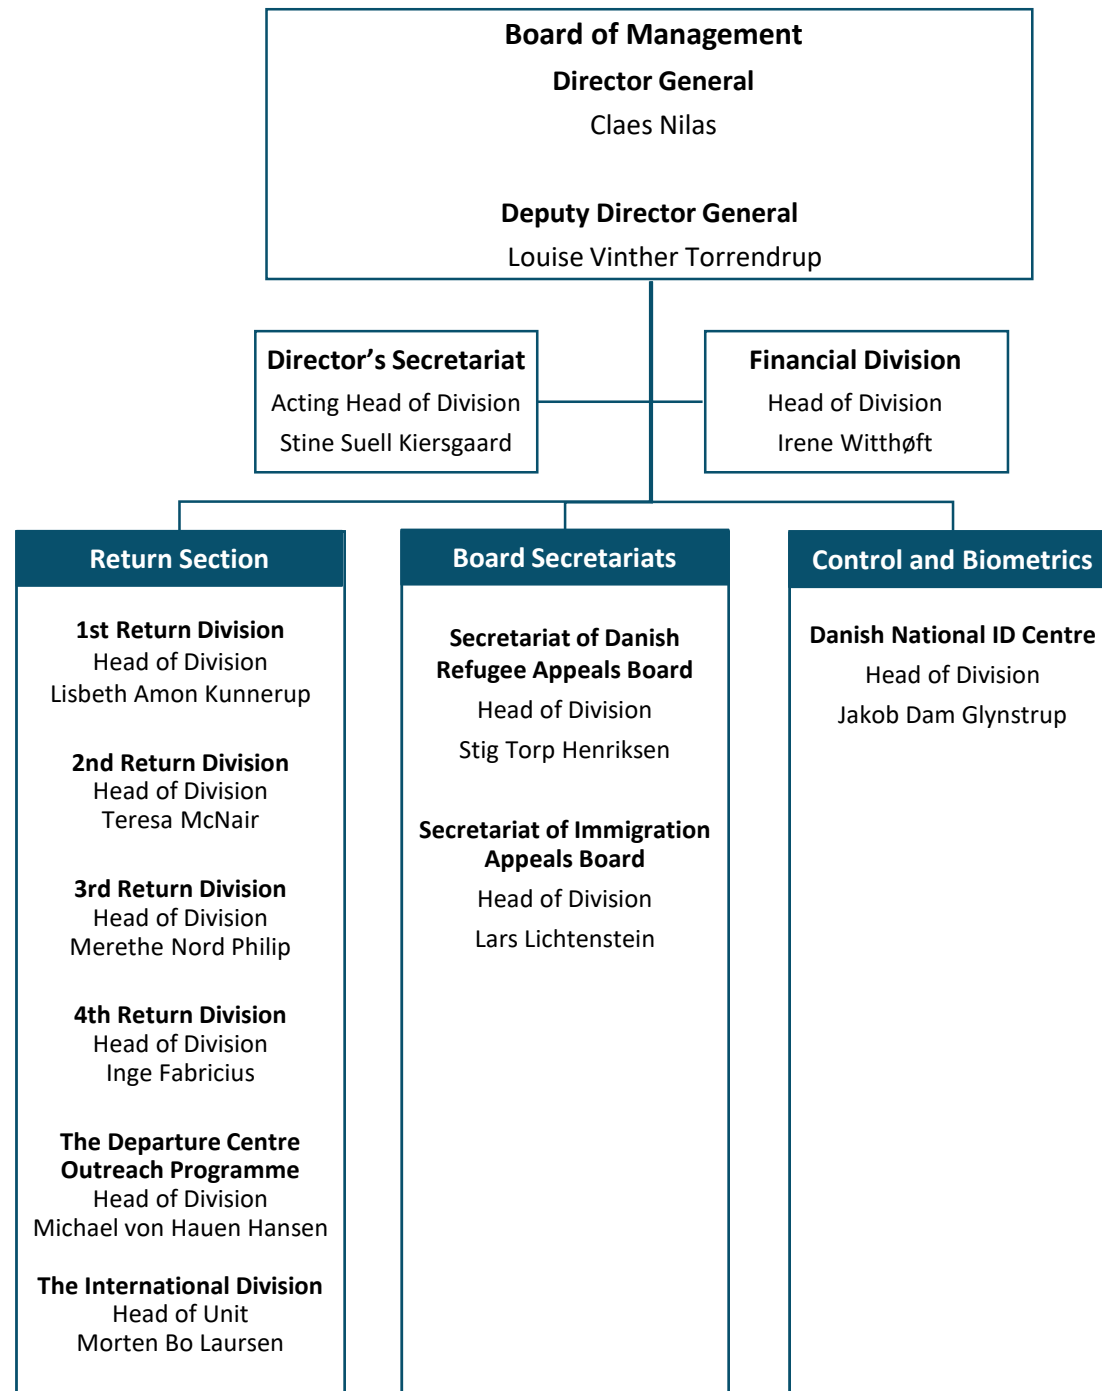 Board of Management
Director General
Claes Nilas
Deputy Director General
Louise Vinther Torrendrup
Director’s Secretariat
Acting Head of Division
Stine Suell Kiersgaard
Financial Division
Head of Division
Irene Witthøft
Return Section
1st Return Division
Head of Division
Lisbeth Amon Kunnerup
2nd Return Division
Head of Division
Teresa McNair
3rd Return Division
Head of Division
Merethe Nord Philip
4th Return Division
Head of Division
Inge Fabricius
The Departure Centre
Outreach Programme
Head of Division
Michael von Hauen Hansen
The International Division
Head of Unit
Morten Bo Laursen
Board Secretariats
Secretariat of Danish
Refugee Appeals Board
Head of Division
Stig Torp Henriksen
Secretariat of Immigration
Appeals Board
Head of Division
Lars Lichtenstein
Control and Biometrics
Danish National ID Centre
Head of Division
Jakob Dam Glynstrup